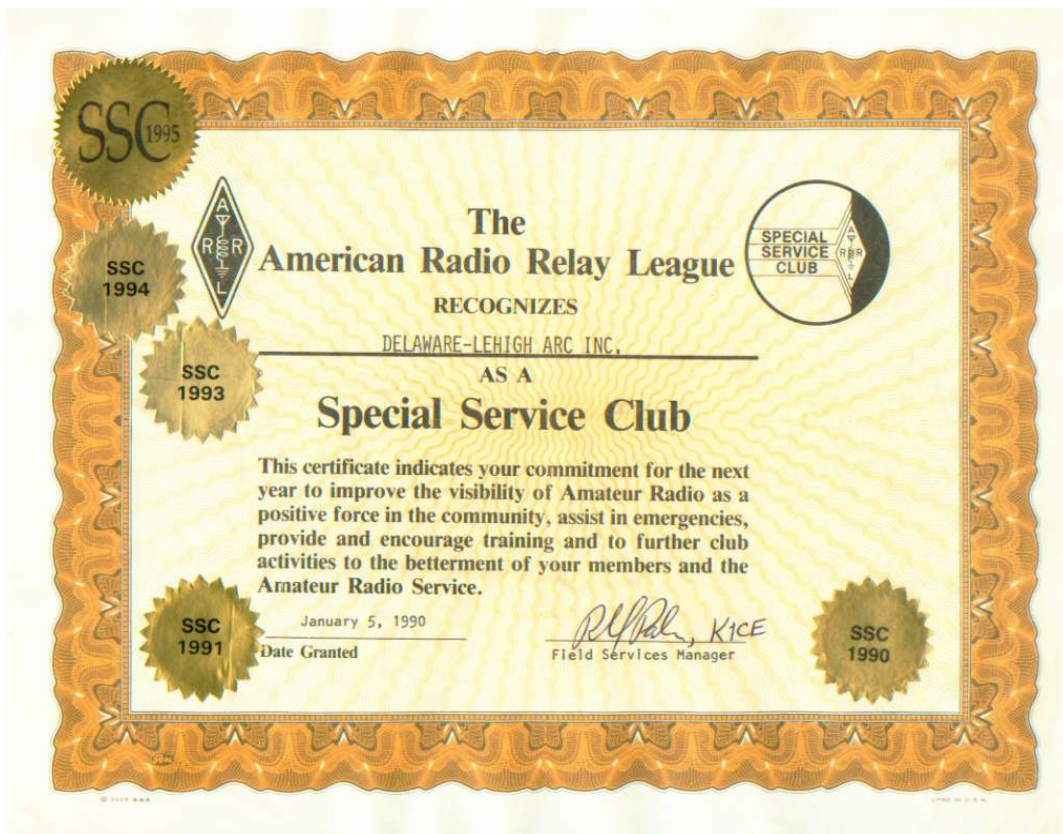 SSC 1995
SSC
1994
SSC
1993
A
R R
L
The
American Radio Relay League
SPECIAL
SERVICE
CLUB
A
R R
L
RECOGNIZES
DELAWARE-LEHIGH ARC INC.
AS A
Special Service Club
This certificate indicates your commitment for the next
year to improve the visibility of Amateur Radio as a
positive force in the community, assist in emergencies,
provide and encourage training and to further club
activities to the betterment of your members and the
Amateur Radio Service.
SSC
1991
January 5, 1990
Date Granted
K1CE
Field Services Manager
SSC
1990